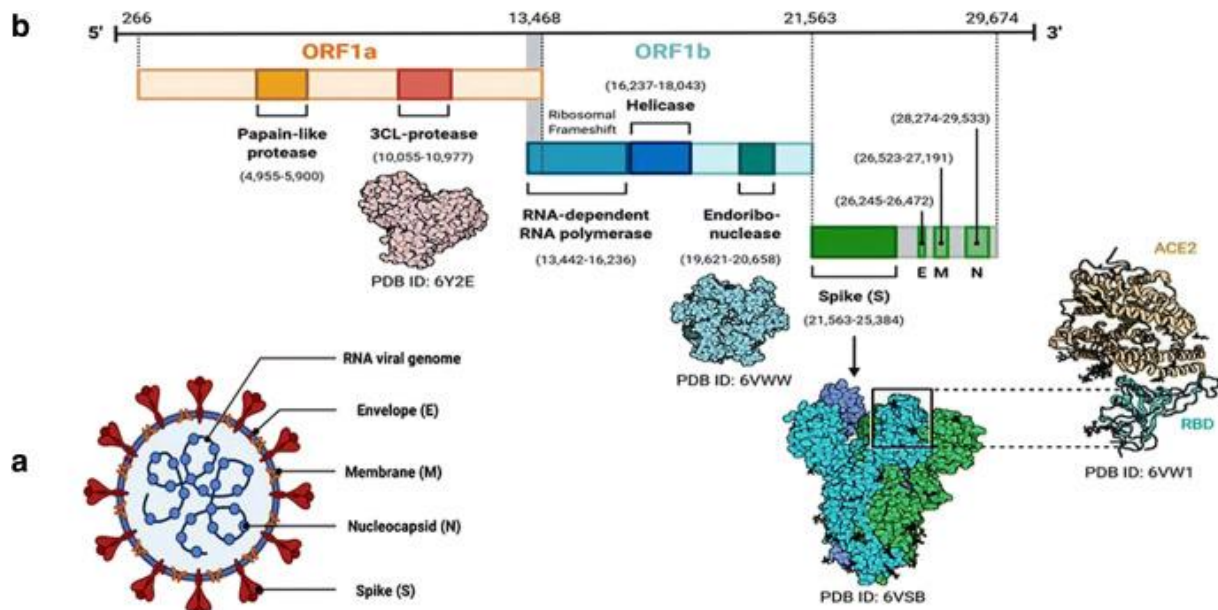 b
266
13,468
21,563
29,674
5'
3'
ORF1a
ORF1b
(16,237-18,043)
Helicase
Ribosomal
Frameshift
(28,274-29,533)
(26,523-27,191)
(26,245-26,472)
Papain-like
protease
(4,955-5,900)
3CL-protease
(10,055-10,977)
PDB ID: 6Y2E
RNA-dependent
RNA polymerase
(13,442-16,236)
Endoribo-
nuclease
(19,621-20,658)
PDB ID: 6VWW
E M N
Spike (S)
(21,563-25,384)
ACE2
RBD
PDB ID: 6VW1
PDB ID: 6VSB
a
RNA viral genome
Envelope (E)
Membrane (M)
Nucleocapsid (N)
Spike (S)